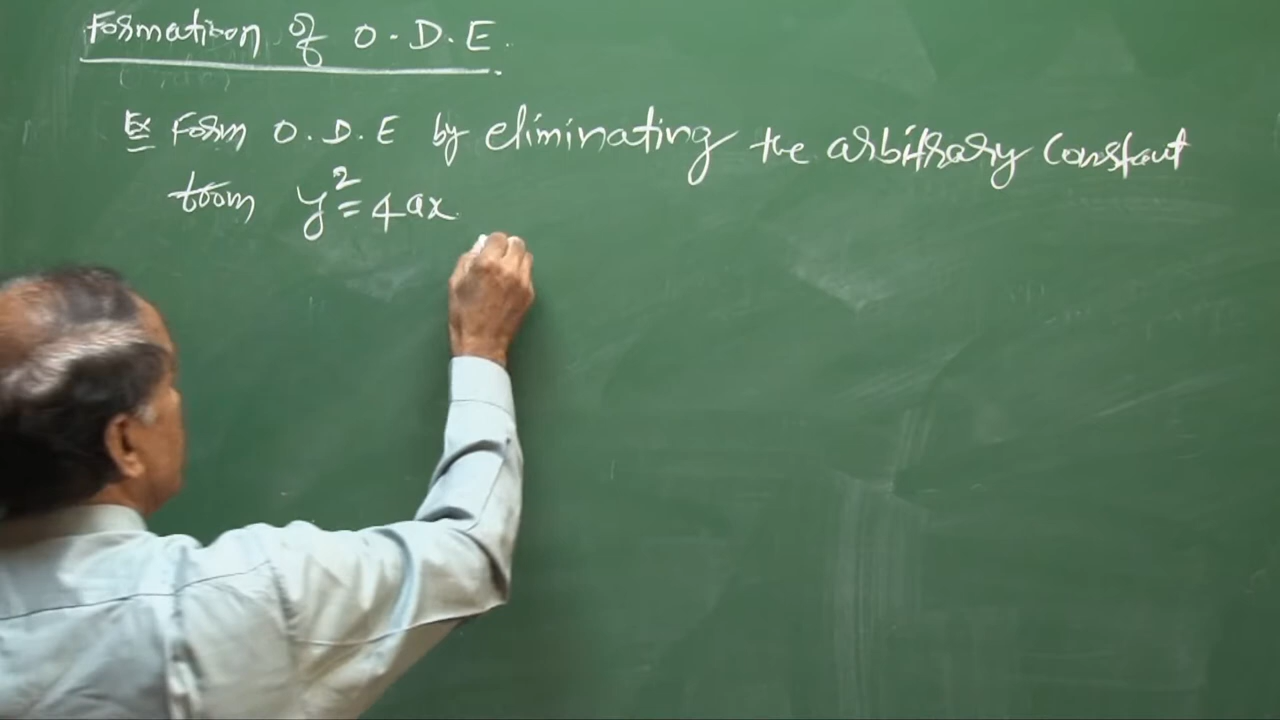 Formation of O.D.E.
Ex Form O.D.E by eliminating the arbitrary Constant
from y² = 4ax.